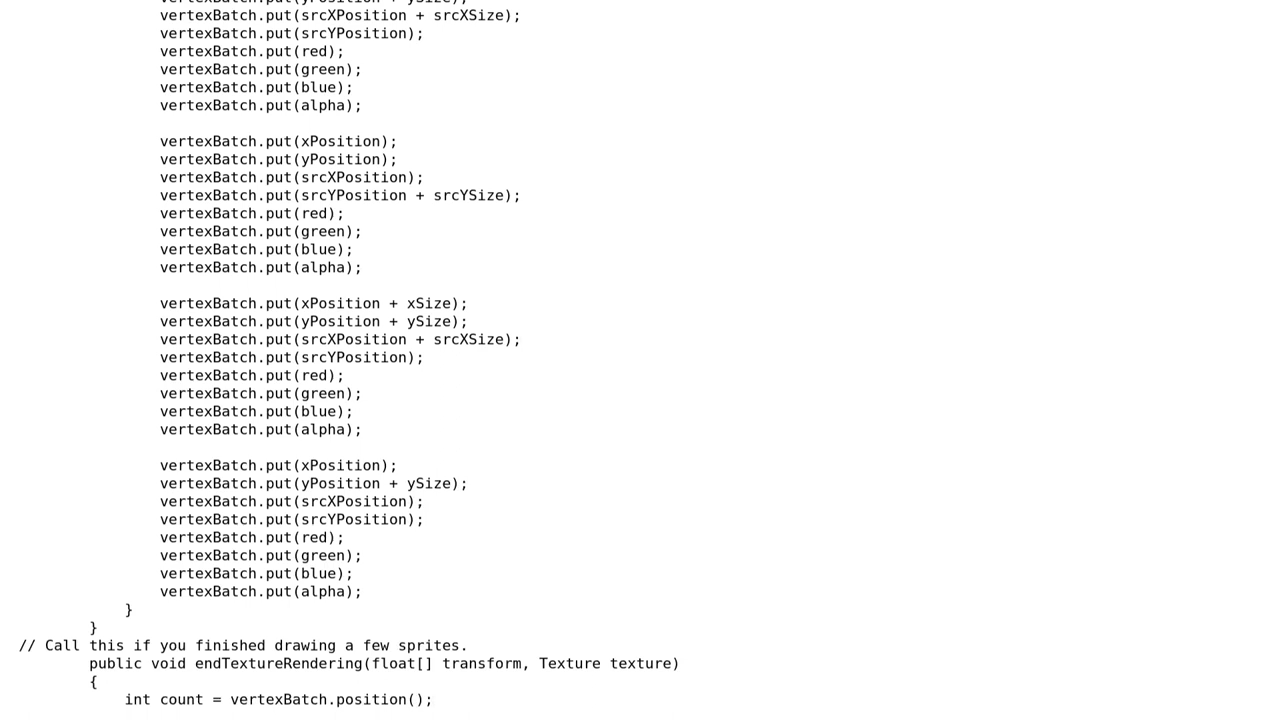 vertexBatch.put(yPosition + ySize);
vertexBatch.put(srcXPosition + srcXSize);
vertexBatch.put(srcYPosition);
vertexBatch.put(red);
vertexBatch.put(green);
vertexBatch.put(blue);
vertexBatch.put(alpha);

vertexBatch.put(xPosition);
vertexBatch.put(yPosition);
vertexBatch.put(srcXPosition);
vertexBatch.put(srcYPosition + srcYSize);
vertexBatch.put(red);
vertexBatch.put(green);
vertexBatch.put(blue);
vertexBatch.put(alpha);

vertexBatch.put(xPosition + xSize);
vertexBatch.put(yPosition + ySize);
vertexBatch.put(srcXPosition + srcXSize);
vertexBatch.put(srcYPosition);
vertexBatch.put(red);
vertexBatch.put(green);
vertexBatch.put(blue);
vertexBatch.put(alpha);

vertexBatch.put(xPosition);
vertexBatch.put(yPosition + ySize);
vertexBatch.put(srcXPosition);
vertexBatch.put(srcYPosition);
vertexBatch.put(red);
vertexBatch.put(green);
vertexBatch.put(blue);
vertexBatch.put(alpha);
}
}
// Call this if you finished drawing a few sprites.
public void endTextureRendering(float[] transform, Texture texture)
{
int count = vertexBatch.position();